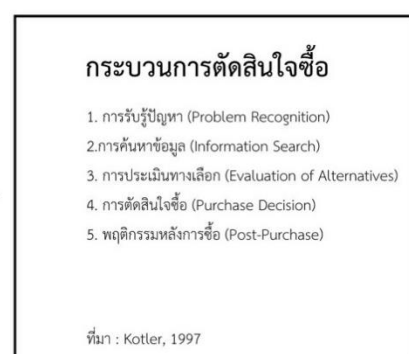 กระบวนการตัดสินใจซื้อ
1. การรับรู้ปัญหา (Problem Recognition)
2.การค้นหาข้อมูล (Information Search)
3. การประเมินทางเลือก (Evaluation of Alternatives)
4. การตัดสินใจซื้อ (Purchase Decision)
5. พฤติกรรมหลังการซื้อ (Post-Purchase)
ที่มา : Kotler, 1997